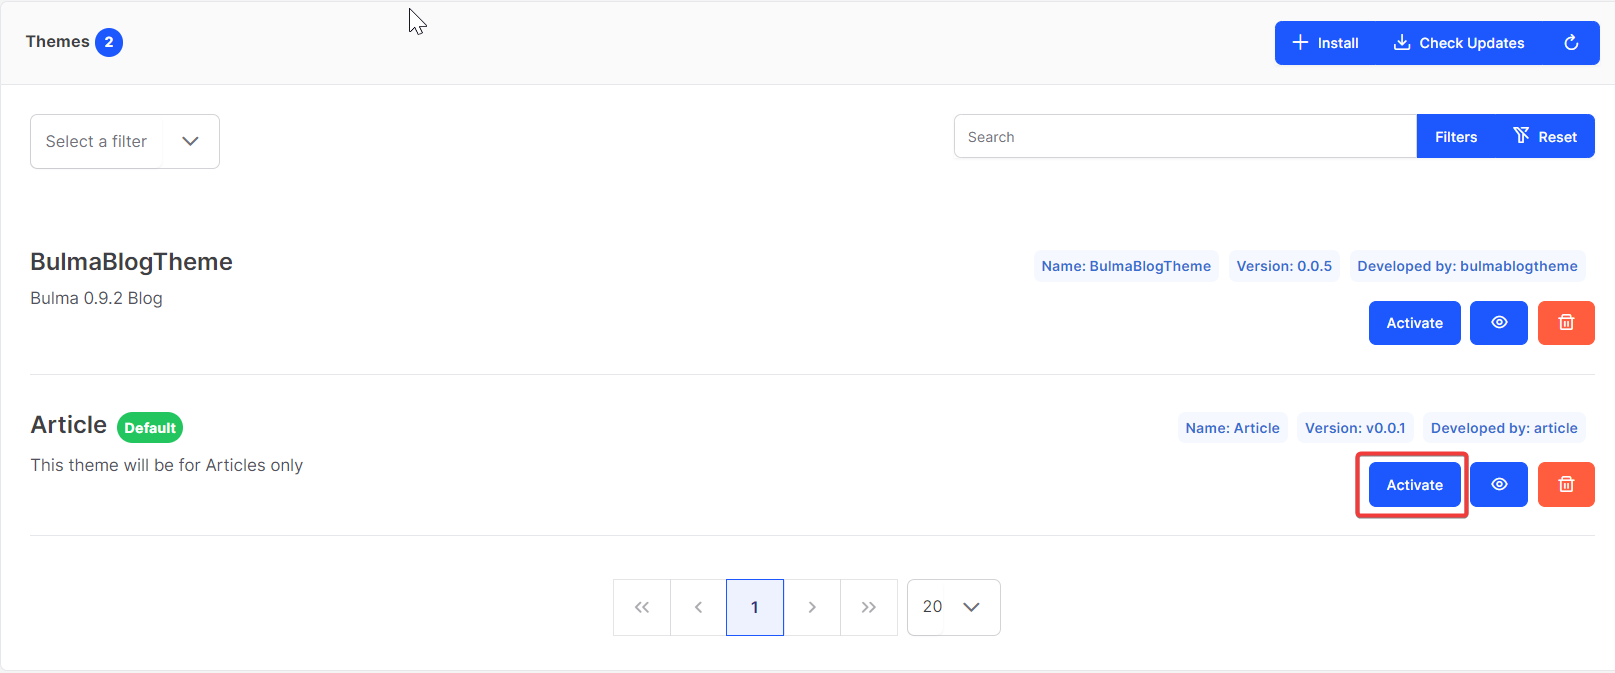 Themes 2
Install Check Updates
Select a filter
Search Filters Reset
BulmaBlogTheme
Name: BulmaBlogTheme Version: 0.0.5 Developed by: bulmablogtheme
Bulma 0.9.2 Blog
Activate
Article Default
Name: Article Version: v0.0.1 Developed by: article
This theme will be for Articles only
Activate
1 20